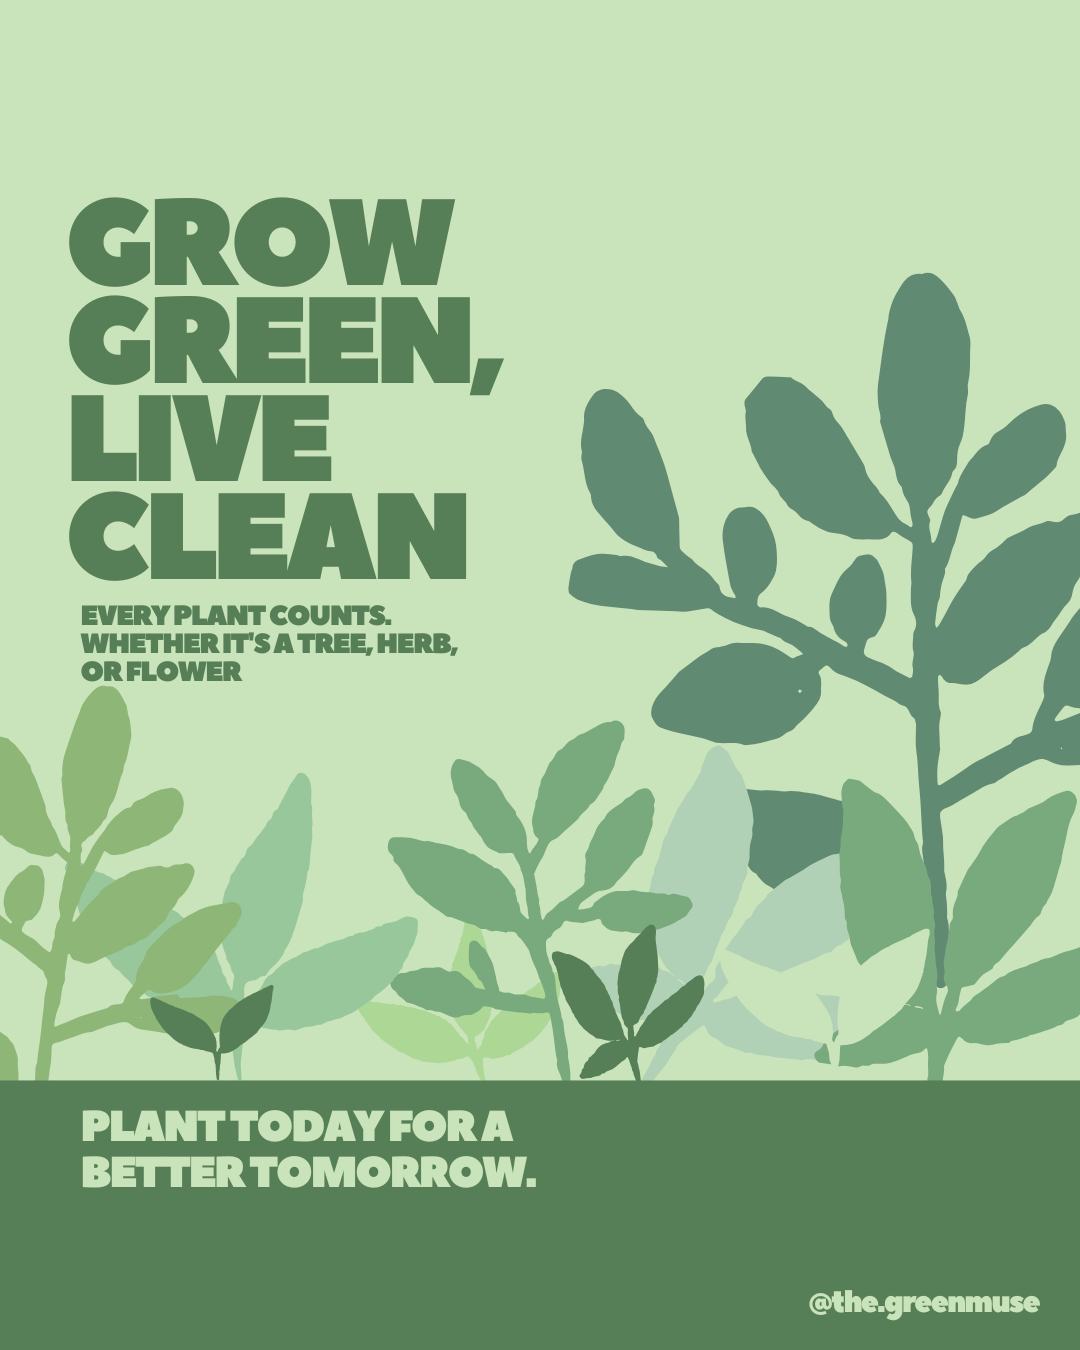 GROW
GREEN,
LIVE
CLEAN
EVERY PLANT COUNTS.
WHETHER IT'S A TREE, HERB,
OR FLOWER
PLANT TODAY FOR A
BETTER TOMORROW.
@the.greenmuse